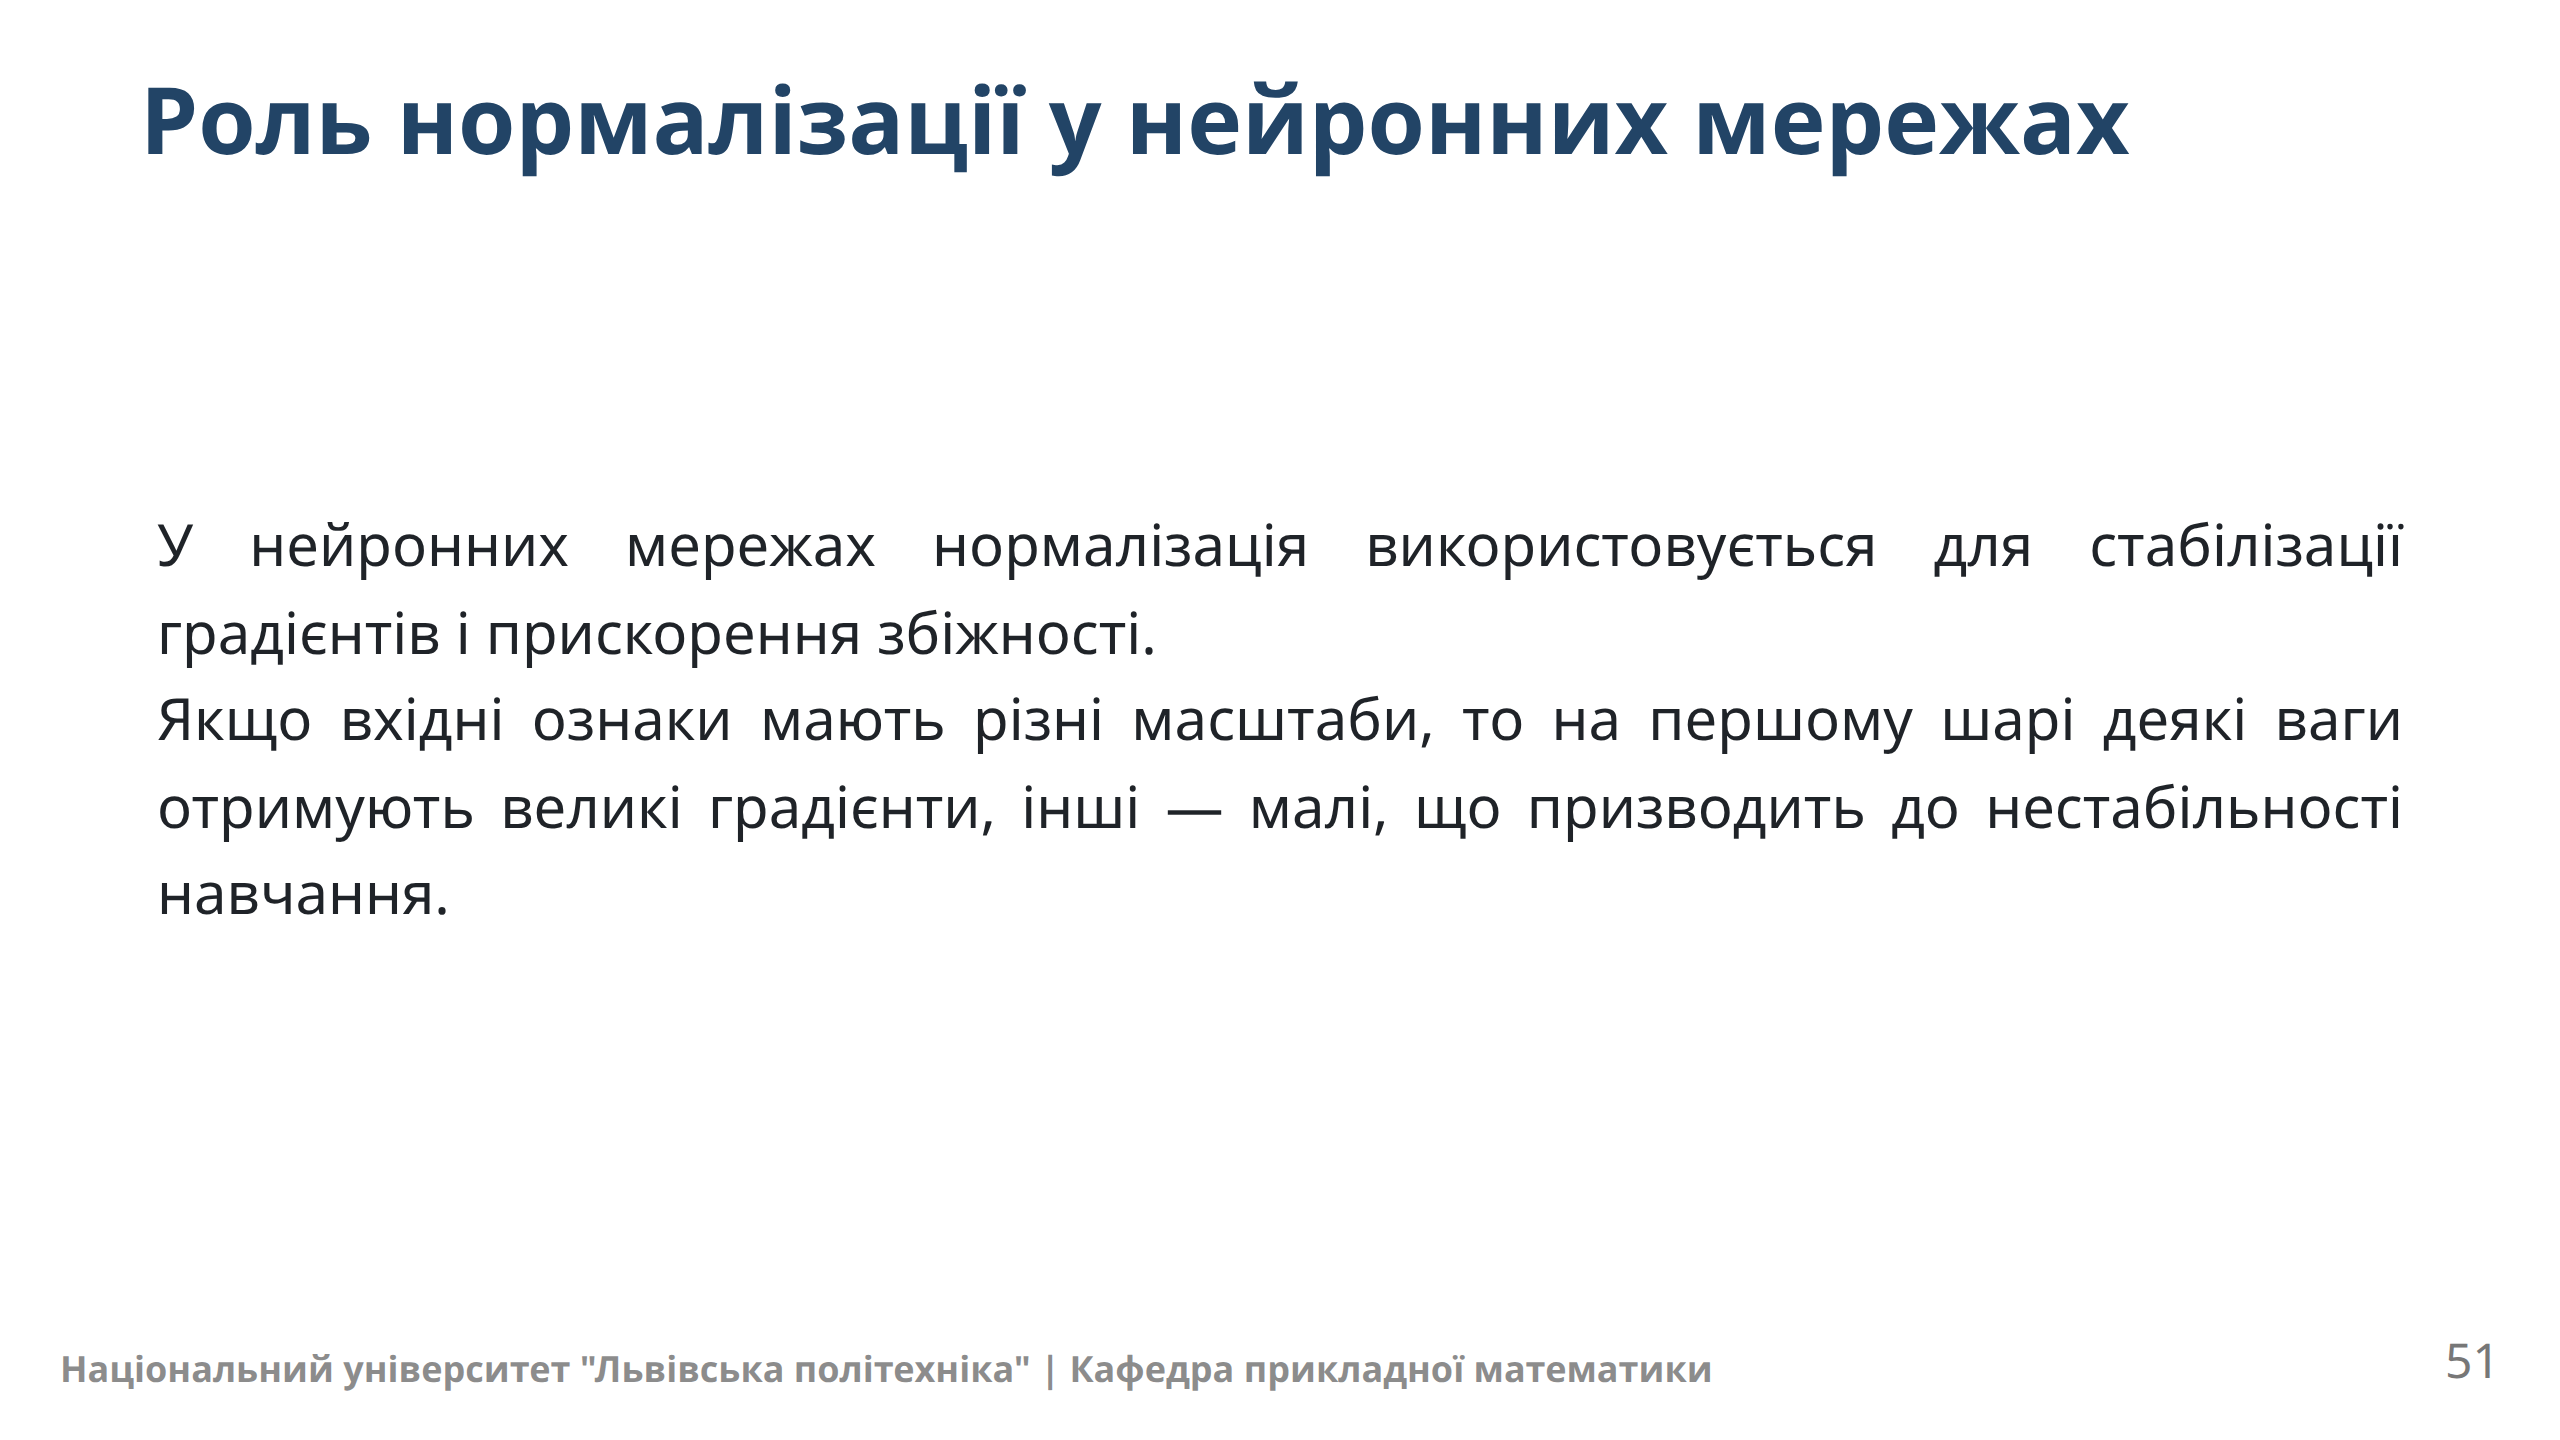 Роль нормалізації у нейронних мережах
У нейронних мережах нормалізація використовується для стабілізації
градієнтів і прискорення збіжності.
Якщо вхідні ознаки мають різні масштаби, то на першому шарі деякі ваги
отримують великі градієнти, інші — малі, що призводить до нестабільності
навчання.
Національний університет "Львівська політехніка" | Кафедра прикладної математики
51